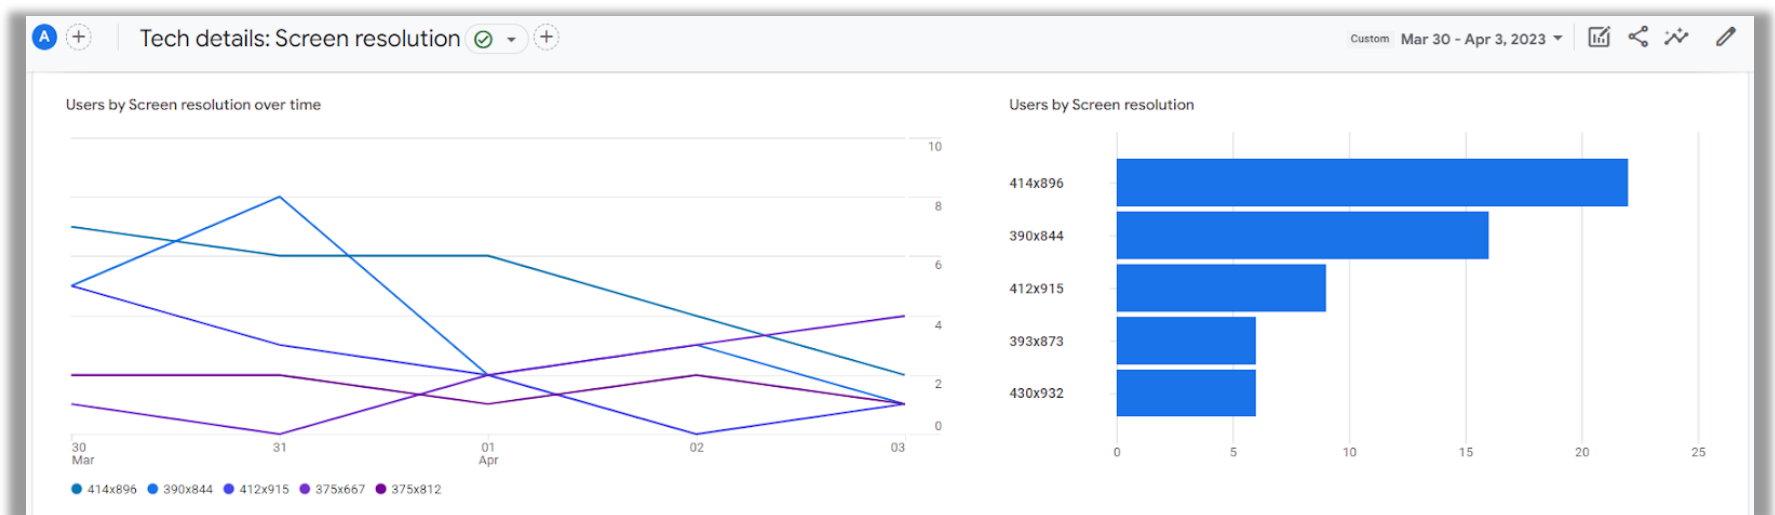 A
Tech details: Screen resolution
Custom Mar 30 - Apr 3, 2023
Users by Screen resolution over time
10
8
6
4
2
0
30
Mar
31
01
Apr
02
03
414x896 390x844 412x915 375x667 375x812
Users by Screen resolution
414x896
390x844
412x915
393x873
430x932
0 5 10 15 20 25